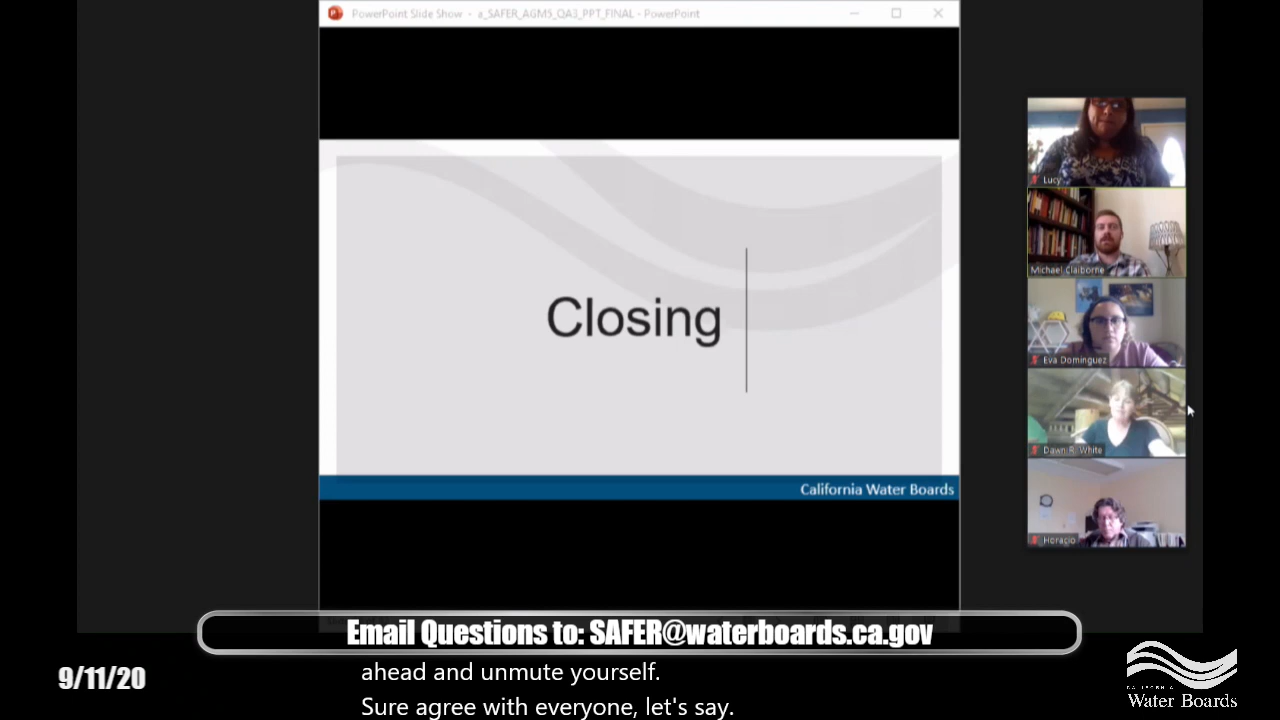 PowerPoint Slide Show - a_SAFER_AGM5_QA3_PPT_FINAL - PowerPoint
Closing
California Water Boards
Lucy
Michael Claiborne
Eva Dominguez
Dawn R. White
Horacio
Email Questions to: SAFER@waterboards.ca.gov
9/11/20
ahead and unmute yourself.
Sure agree with everyone, let's say.
CALIFORNIA
Water Boards